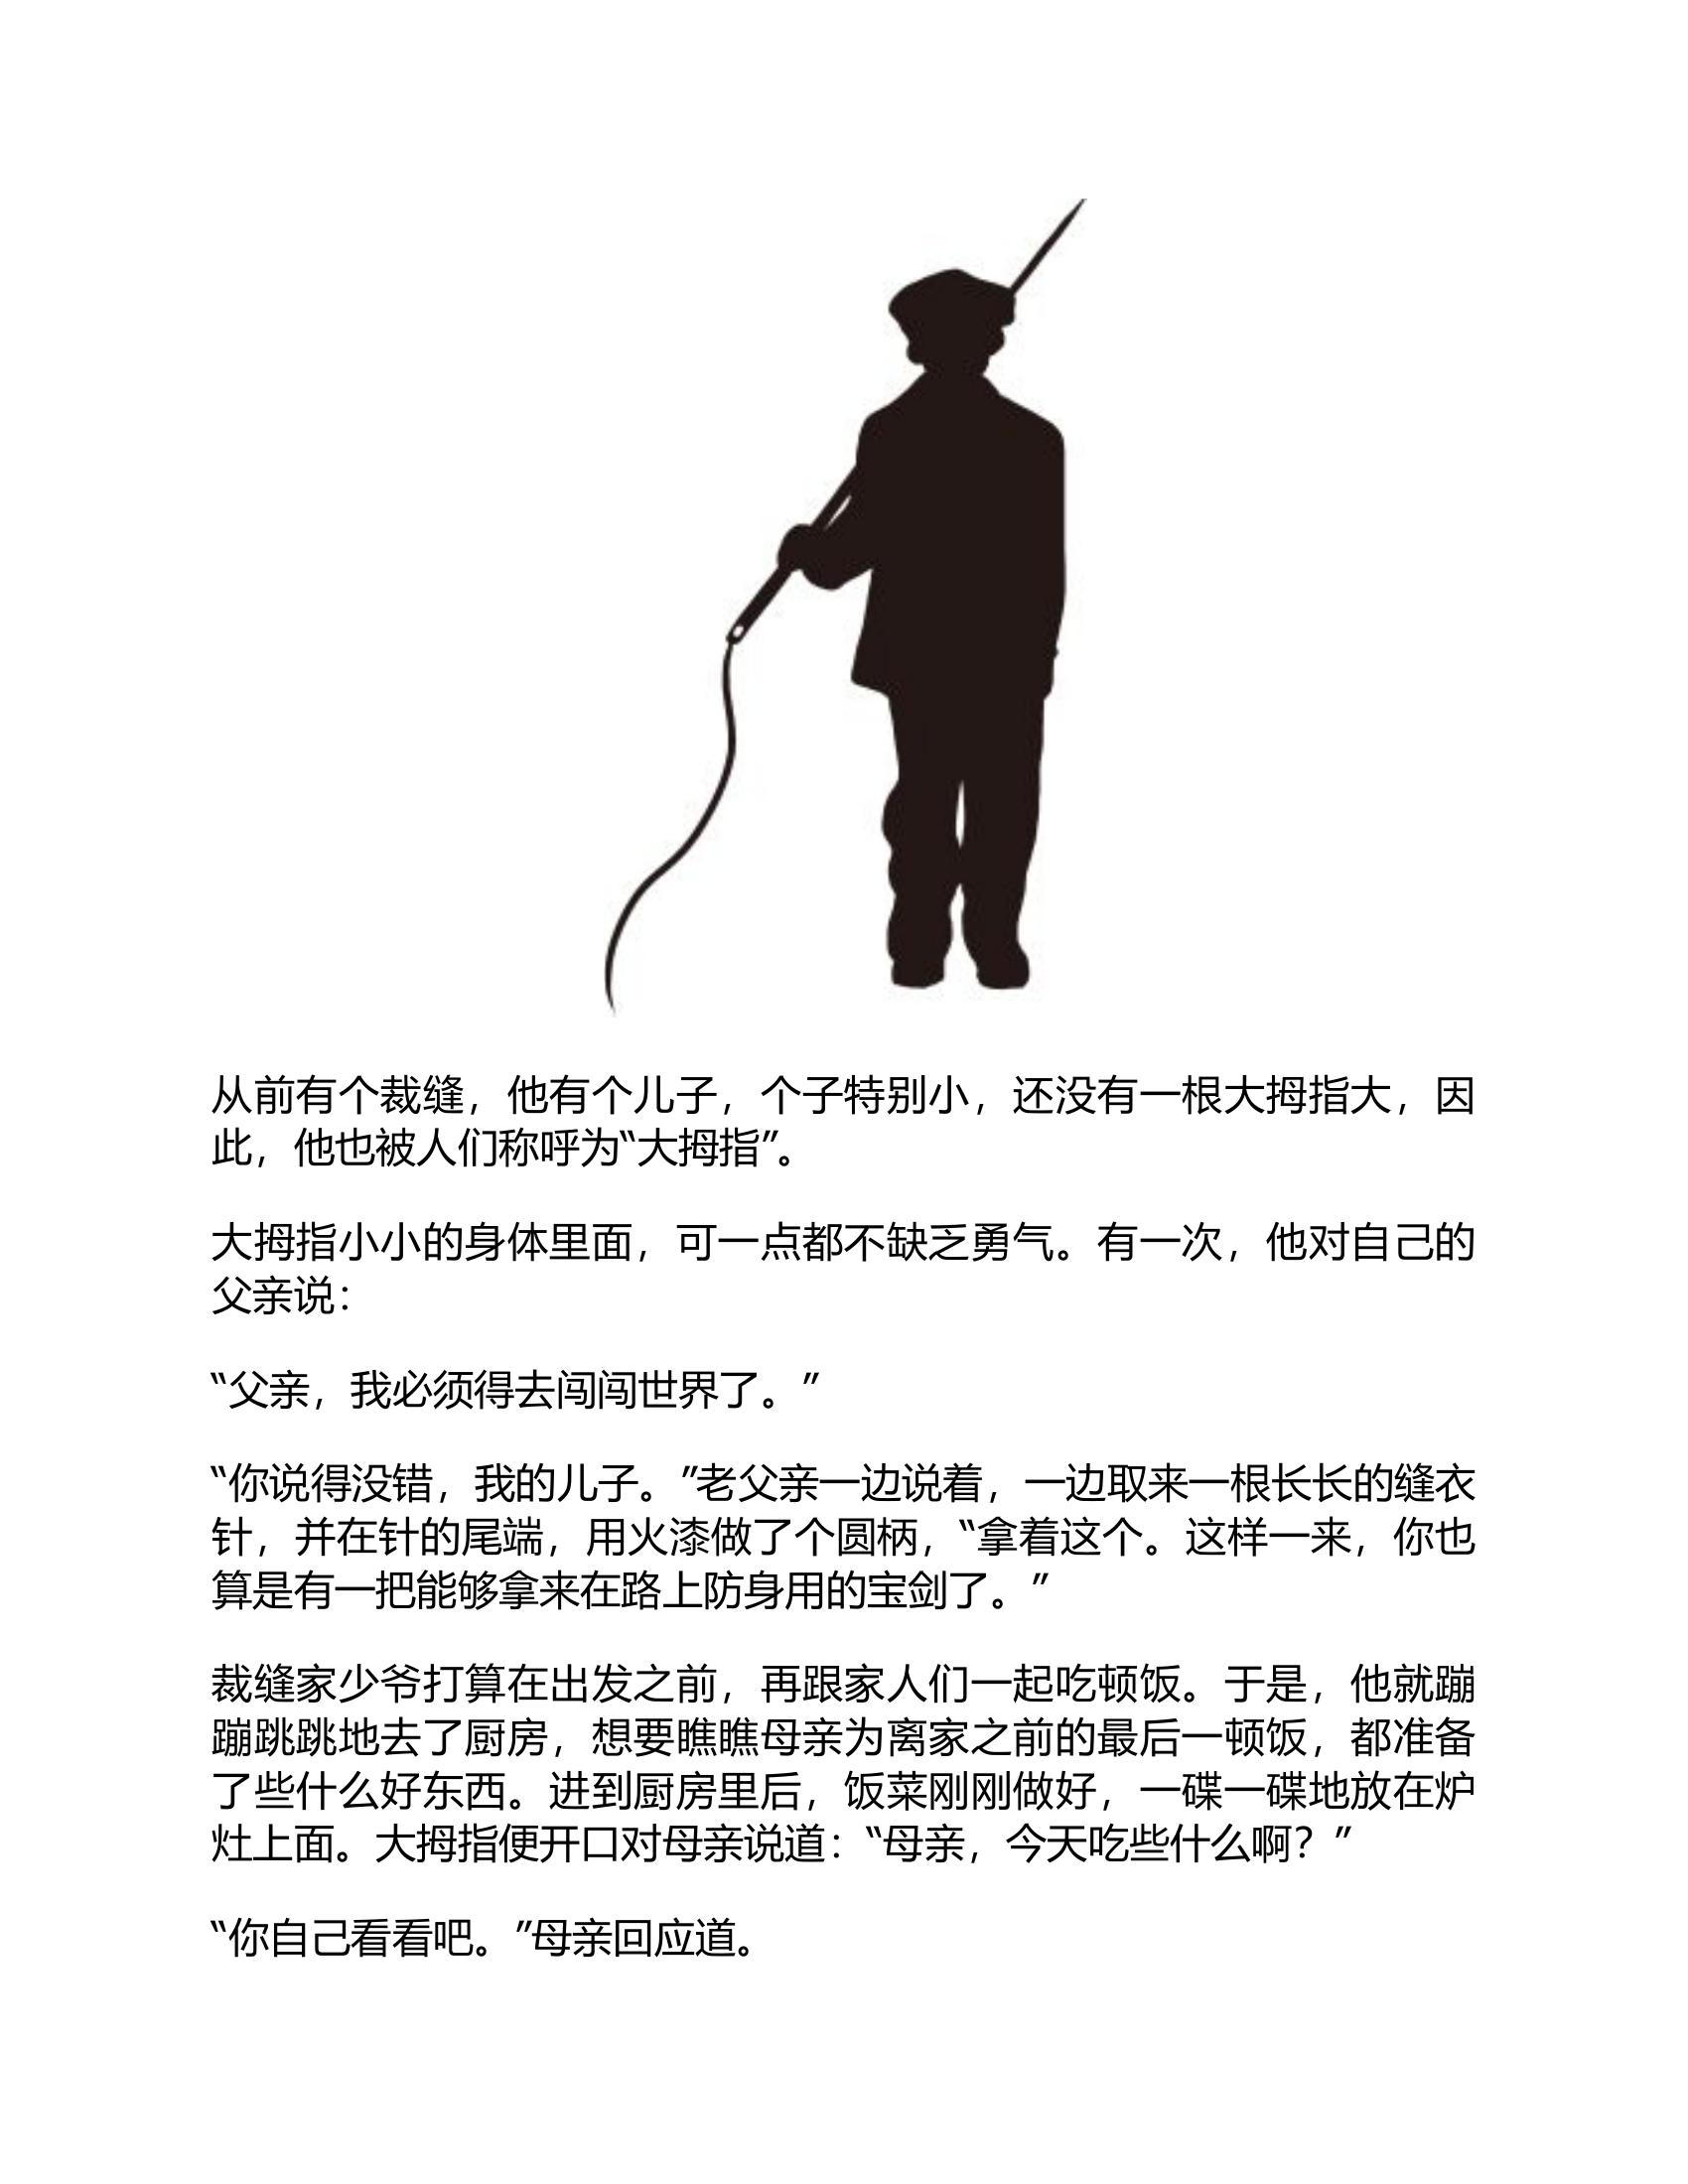 从前有个裁缝，他有个儿子，个子特别小，还没有一根大拇指大，因
此，他也被人们称呼为“大拇指”。
大拇指小小的身体里面，可一点都不缺乏勇气。有一次，他对自己的
父亲说：
“父亲，我必须得去闯闯世界了。”
“你说得没错，我的儿子。”老父亲一边说着，一边取来一根长长的缝衣
针，并在针的尾端，用火漆做了个圆柄，“拿着这个。这样一来，你也
算是有一把能够拿来在路上防身用的宝剑了。”
裁缝家少爷打算在出发之前，再跟家人们一起吃顿饭。于是，他就蹦
蹦跳跳地去了厨房，想要瞧瞧母亲为离家之前的最后一顿饭，都准备
了些什么好东西。进到厨房里后，饭菜刚刚做好，一碟一碟地放在炉
灶上面。大拇指便开口对母亲说道：“母亲，今天吃些什么啊？”
“你自己看看吧。”母亲回应道。